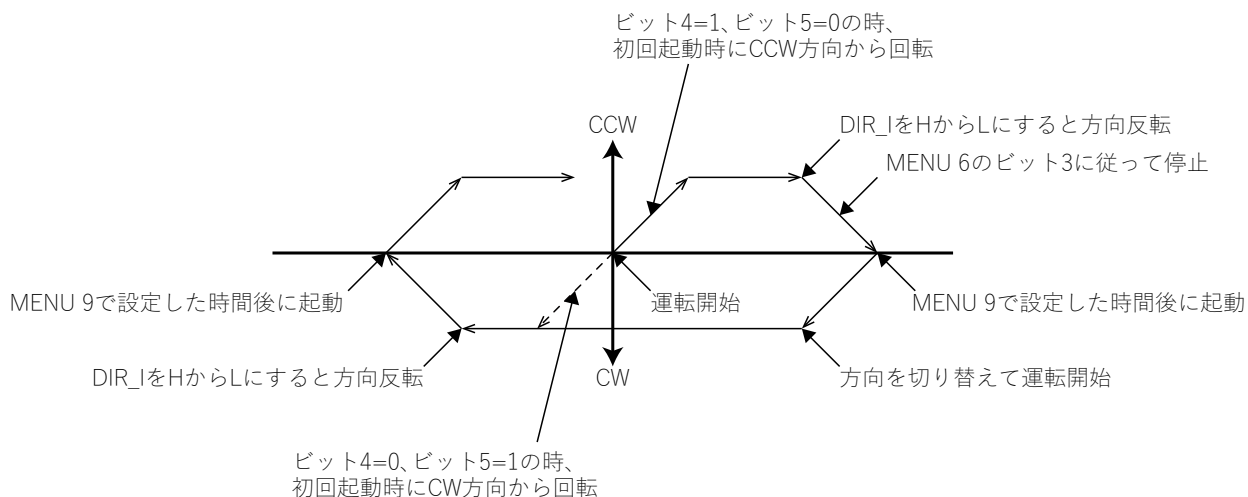 ビット4=1、ビット5=0の時、
初回起動時にCCW方向から回転
CCW
DIR_IをHからLにすると方向反転
MENU 6のビット3に従って停止
MENU 9で設定した時間後に起動
運転開始
MENU 9で設定した時間後に起動
DIR_IをHからLにすると方向反転
CW
方向を切り替えて運転開始
ビット4=0、ビット5=1の時、
初回起動時にCW方向から回転